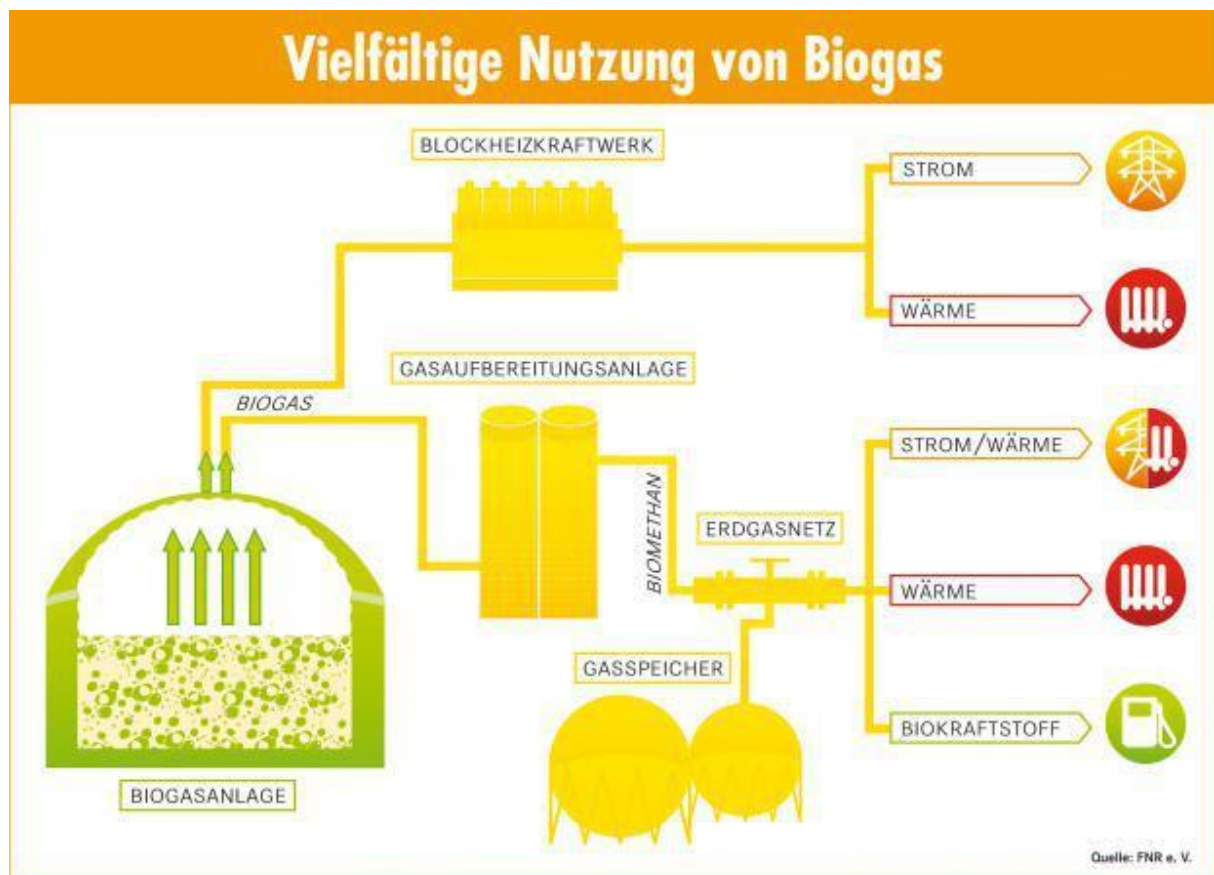 Vielfältige Nutzung von Biogas
BLOCKHEIZKRAFTWERK
STROM
WÄRME
GASAUFBEREITUNGSANLAGE
BIOGAS
STROM/WÄRME
BIOMETHAN
ERDGASNETZ
WÄRME
GASSPEICHER
BIOKRAFTSTOFF
BIOGASANLAGE
Quelle: FNR e. V.